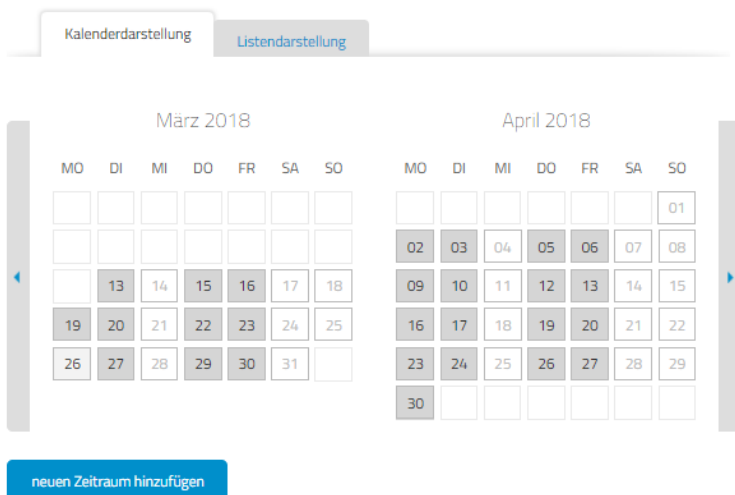 Kalenderdarstellung Listendarstellung
März 2018
MO DI MI DO FR SA SO
13 14 15 16 17 18
19 20 21 22 23 24 25
26 27 28 29 30 31
April 2018
MO DI MI DO FR SA SO
01
02 03 04 05 06 07 08
09 10 11 12 13 14 15
16 17 18 19 20 21 22
23 24 25 26 27 28 29
30
neuen Zeitraum hinzufügen